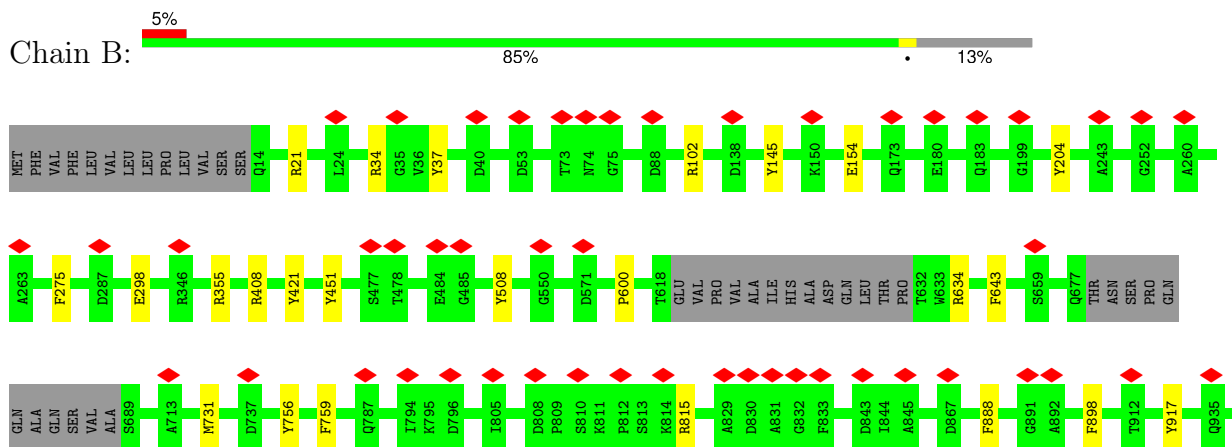 5%
Chain B:
85% • 13%
MET PHE VAL PHE LEU VAL LEU LEU PRO LEU VAL SER SER Q14 R21 L24 R34 G35 V36 Y37 D40 D53 T73 N74 G75 D88 R102 D138 Y145 K150 E154 Q173 E180 Q183 G199 Y204 A243 G252 A260
A263 F275 D287 E298 R346 R355 R408 Y421 Y451 S477 T478 E484 G485 Y508 G550 D571 P600 T618 GLU VAL PRO VAL ALA ILE HIS ALA ASP GLN LEU THR PRO T632 W633 R634 F643 S659 Q677 THR ASN SER PRO GLN
GLN ALA GLN SER VAL ALA S689 A713 M731 D737 Y756 F759 Q787 I794 K795 D796 I805 D808 P809 S810 K811 P812 S813 K814 R815 A829 D830 A831 G832 F833 D843 I844 A845 D867 F888 G891 A892 F898 T912 Y917 Q935